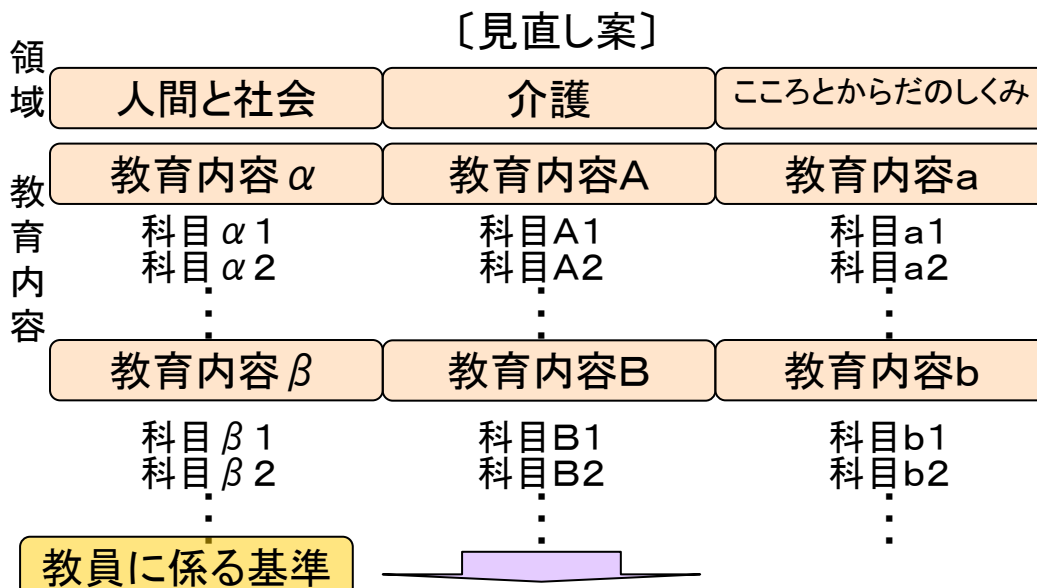 〔見直し案〕
領域
人間と社会 介護 こころとからだのしくみ
教育内容
教育内容α 教育内容A 教育内容a
科目α1 科目A1 科目a1
科目α2 科目A2 科目a2
教育内容β 教育内容B 教育内容b
科目β1 科目B1 科目b1
科目β2 科目B2 科目b2
教員に係る基準